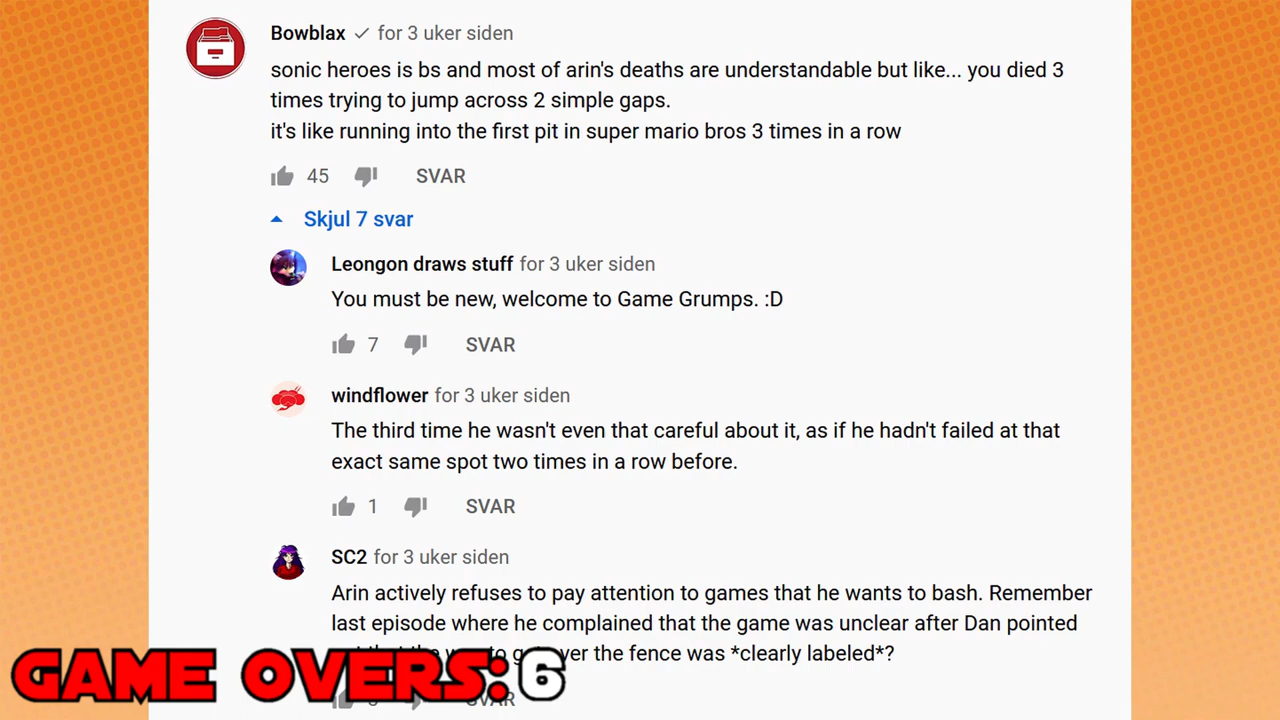 Bowblax for 3 uker siden
sonic heroes is bs and most of arin's deaths are understandable but like... you died 3
times trying to jump across 2 simple gaps.
it's like running into the first pit in super mario bros 3 times in a row
45 SVAR
Skjul 7 svar
Leongon draws stuff for 3 uker siden
You must be new, welcome to Game Grumps. :D
7 SVAR
windflower for 3 uker siden
The third time he wasn't even that careful about it, as if he hadn't failed at that
exact same spot two times in a row before.
1 SVAR
SC2 for 3 uker siden
Arin actively refuses to pay attention to games that he wants to bash. Remember
last episode where he complained that the game was unclear after Dan pointed
the fence was *clearly labeled*?
GAME OVERS:6
SVAR